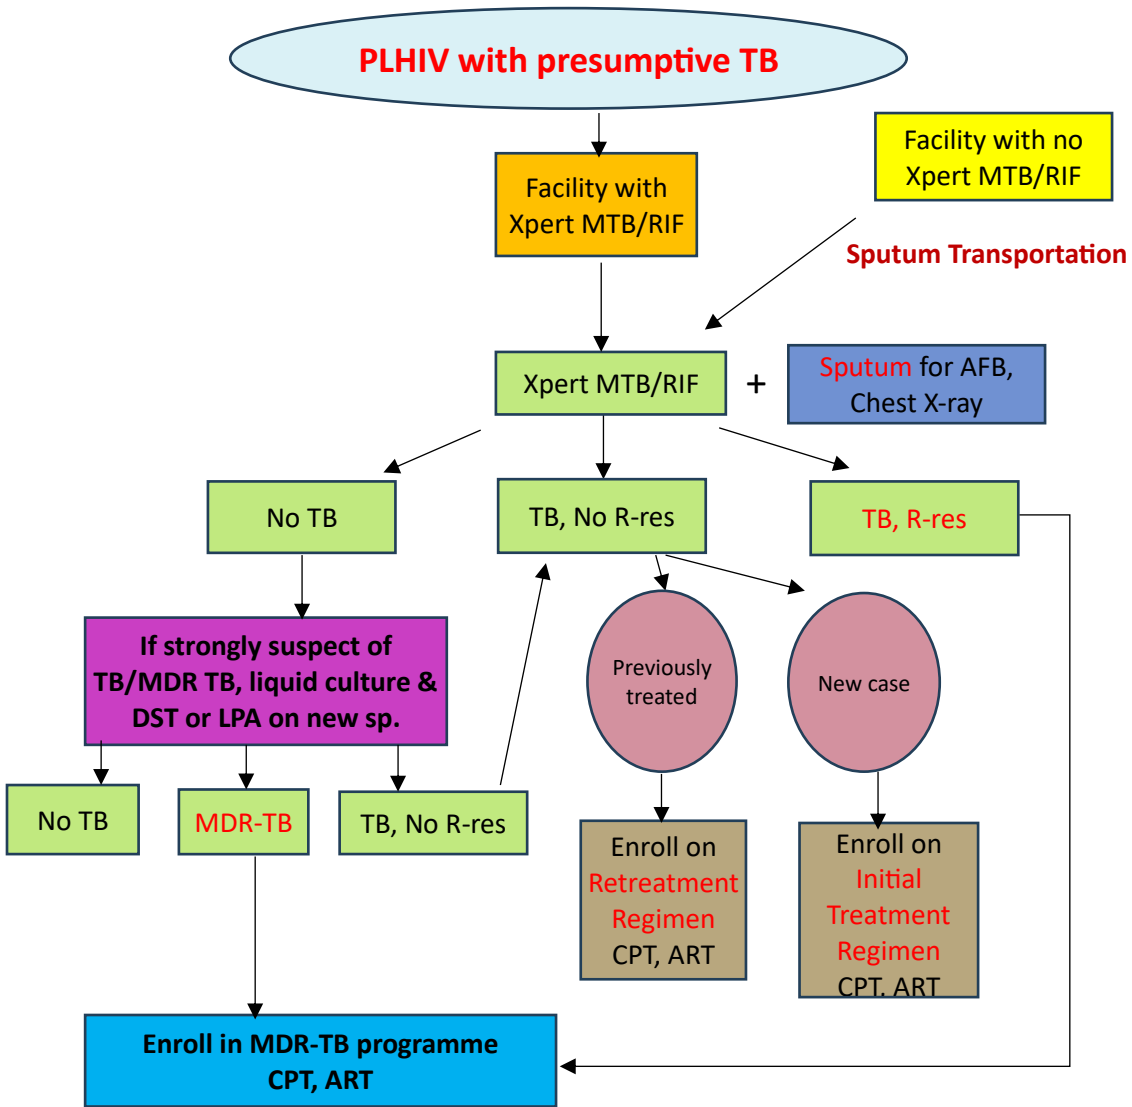 PLHIV with presumptive TB
Facility with no
Xpert MTB/RIF
Facility with
Xpert MTB/RIF
Sputum Transportation
Xpert MTB/RIF
+
Sputum for AFB,
Chest X-ray
No TB
TB, No R-res
TB, R-res
If strongly suspect of
TB/MDR TB, liquid culture &
DST or LPA on new sp.
Previously
treated
New case
No TB
MDR-TB
TB, No R-res
Enroll on
Retreatment
Regimen
CPT, ART
Enroll on
Initial
Treatment
Regimen
CPT, ART
Enroll in MDR-TB programme
CPT, ART